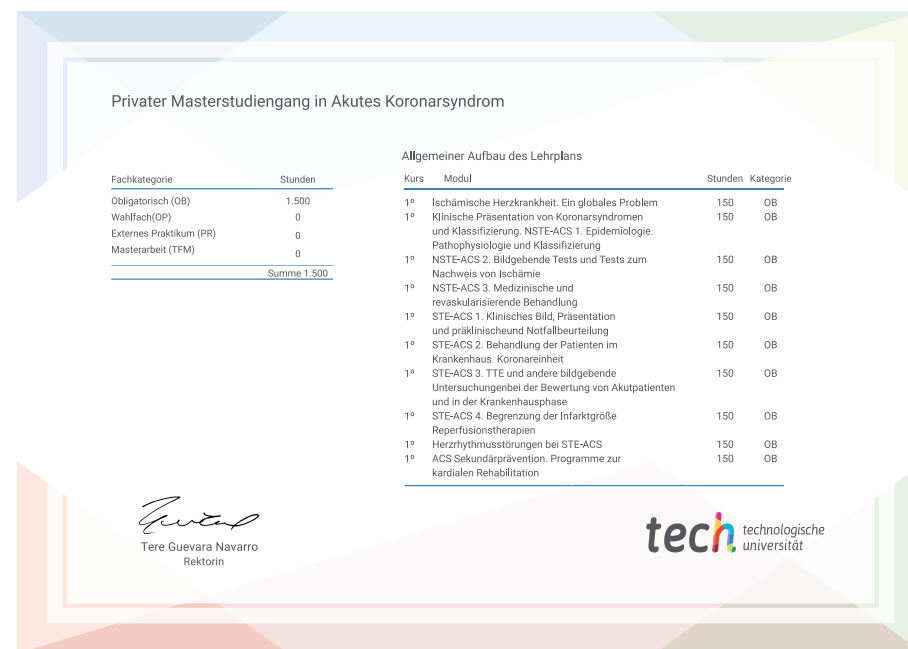 Privater Masterstudiengang in Akutes Koronarsyndrom
Fachkategorie Stunden
Obligatorisch (OB) 1.500
Wahlfach(OP) 0
Externes Praktikum (PR) 0
Masterarbeit (TFM) 0
Summe 1.500
Allgemeiner Aufbau des Lehrplans
Kurs Modul Stunden Kategorie
1º Ischämische Herzkrankheit. Ein globales Problem 150 OB
1º Klinische Präsentation von Koronarsyndromen 150 OB
und Klassifizierung. NSTE-ACS 1. Epidemiologie.
Pathophysiologie und Klassifizierung
1º NSTE-ACS 2. Bildgebende Tests und Tests zum 150 OB
Nachweis von Ischämie
1º NSTE-ACS 3. Medizinische und 150 OB
revaskularisierende Behandlung
1º STE-ACS 1. Klinisches Bild, Präsentation 150 OB
und präklinischeund Notfallbeurteilung
1º STE-ACS 2. Behandlung der Patienten im 150 OB
Krankenhaus. Koronareinheit
1º STE-ACS 3. TTE und andere bildgebende 150 OB
Untersuchungenbei der Bewertung von Akutpatienten
und in der Krankenhausphase
1º STE-ACS 4. Begrenzung der Infarktgröße 150 OB
Reperfusionstherapien
1º Herzrhythmusstörungen bei STE-ACS 150 OB
1º ACS Sekundärprävention. Programme zur 150 OB
kardialen Rehabilitation
Tere Guevara Navarro
Rektorin
tech technologische
universität